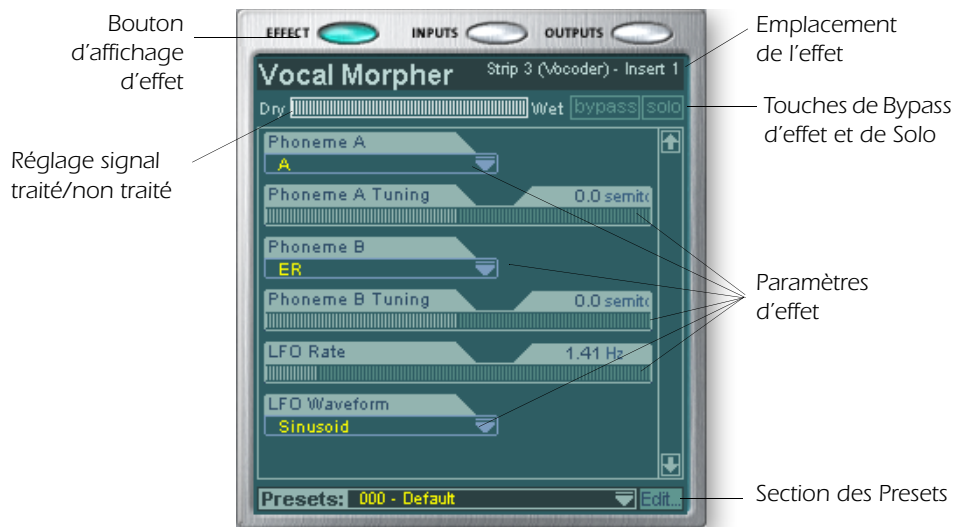 Bouton
d'affichage
d'effet
EFFECT INPUTS OUTPUTS
Emplacement
de l'effet
Vocal Morpher Strip 3 (Vocoder) - Insert 1
Dry Wet bypass solo
Touches de Bypass
d'effet et de Solo
Réglage signal
traité/non traité
Phoneme A
A
Phoneme A Tuning 0.0 semito
Phoneme B
ER
Phoneme B Tuning 0.0 semito
Paramètres
d'effet
LFO Rate 1.41 Hz
LFO Waveform
Sinusoid
Presets: 000 - Default Edit...
Section des Presets